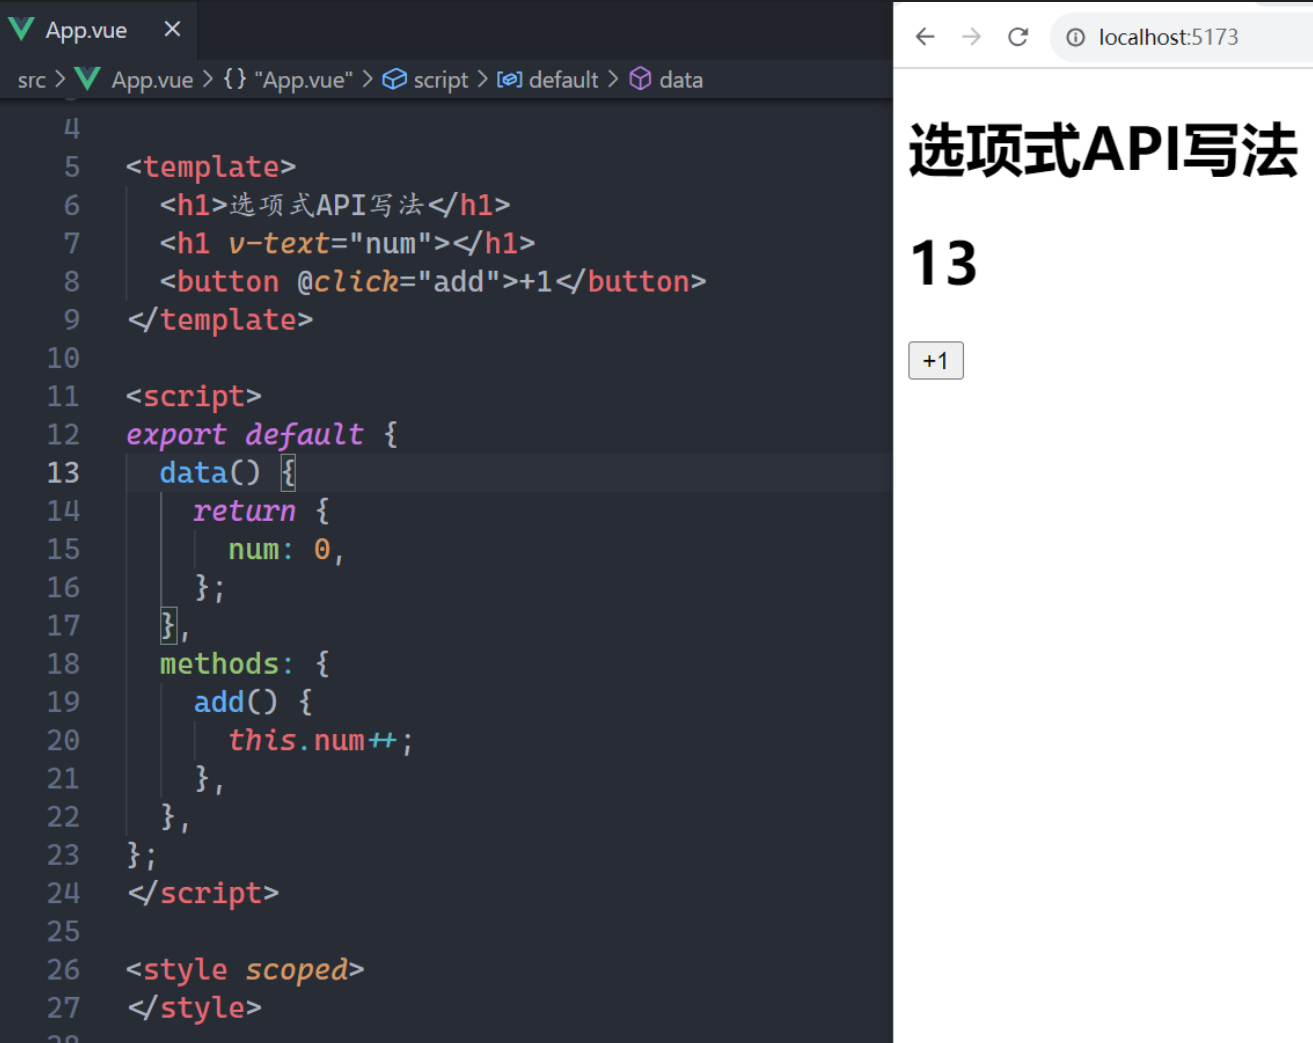 App.vue
src > App.vue > {} "App.vue" > script > default > data
4
5 <template>
6 <h1>选项式API写法</h1>
7 <h1 v-text="num"></h1>
8 <button @click="add">+1</button>
9 </template>
10
11 <script>
12 export default {
13 data() {
14 return {
15 num: 0,
16 };
17 },
18 methods: {
19 add() {
20 this.num++;
21 },
22 },
23 };
24 </script>
25
26 <style scoped>
27 </style>
28
localhost:5173
选项式API写法
13
+1